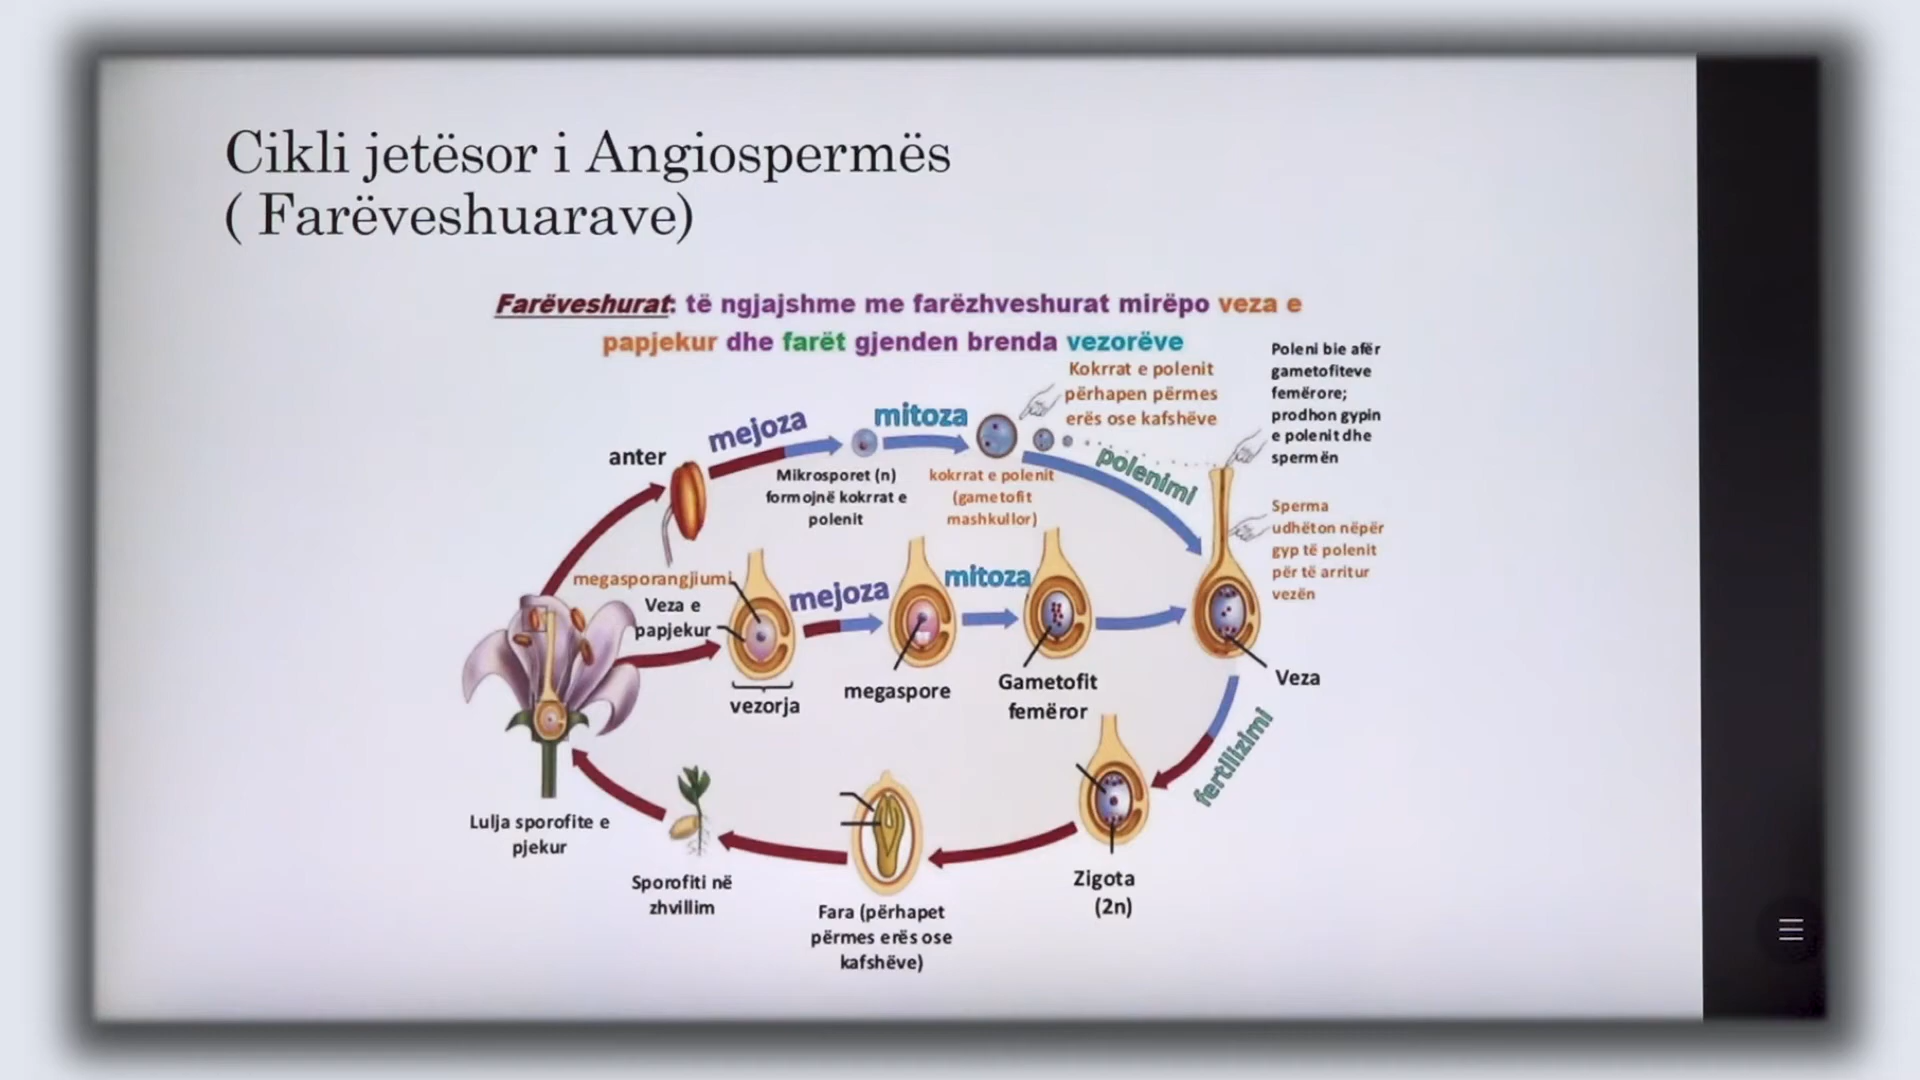 Cikli jetësor i Angiospermës
( Farëveshuarave)
Farëveshurat: të ngjajshme me farëzhveshurat mirëpo veza e
papjekur dhe farët gjenden brenda vezorëve
Kokrrat e polenit
përhapen përmes
erës ose kafshëve
Poleni bie afër
gametofiteve
femërore;
prodhon gypin
e polenit dhe
spermën
anter
mejoza
mitoza
polenimi
Mikrosporet (n)
formojnë kokrrat e
polenit
kokrrat e polenit
(gametofit
mashkullor)
Sperma
udhëton nëpër
gyp të polenit
për të arritur
vezën
megasporangjiumi
Veza e
papjekur
mejoza
mitoza
vezorja
megaspore
Gametofit
femëror
Veza
fertilizimi
Lulja sporofite e
pjekur
Sporofiti në
zhvillim
Fara (përhapet
përmes erës ose
kafshëve)
Zigota
(2n)